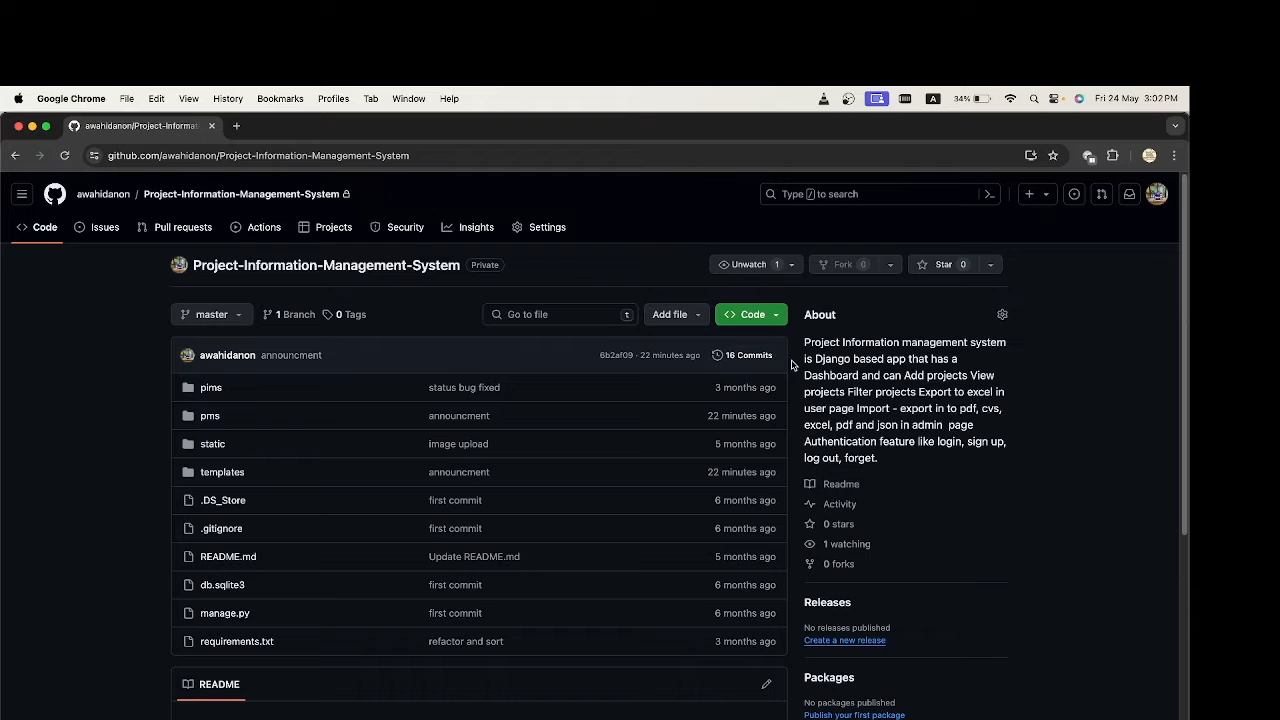 Google Chrome File Edit View History Bookmarks Profiles Tab Window Help A 34% Fri 24 May 3:02 PM
awahidanon/Project-Informat
github.com/awahidanon/Project-Information-Management-System
awahidanon / Project-Information-Management-System Type / to search
Code Issues Pull requests Actions Projects Security Insights Settings
Project-Information-Management-System Private Unwatch 1 Fork 0 Star 0
master 1 Branch 0 Tags Go to file t Add file Code
awahidanon announcment 6b2af09 · 22 minutes ago 16 Commits
pims status bug fixed 3 months ago
pms announcment 22 minutes ago
static image upload 5 months ago
templates announcment 22 minutes ago
.DS_Store first commit 6 months ago
.gitignore first commit 6 months ago
README.md Update README.md 5 months ago
db.sqlite3 first commit 6 months ago
manage.py first commit 6 months ago
requirements.txt refactor and sort 3 months ago
README
About
Project Information management system
is Django based app that has a
Dashboard and can Add projects View
projects Filter projects Export to excel in
user page Import - export in to pdf, cvs,
excel, pdf and json in admin page
Authentication feature like login, sign up,
log out, forget.
Readme
Activity
0 stars
1 watching
0 forks
Releases
No releases published
Create a new release
Packages
No packages published
Publish your first package